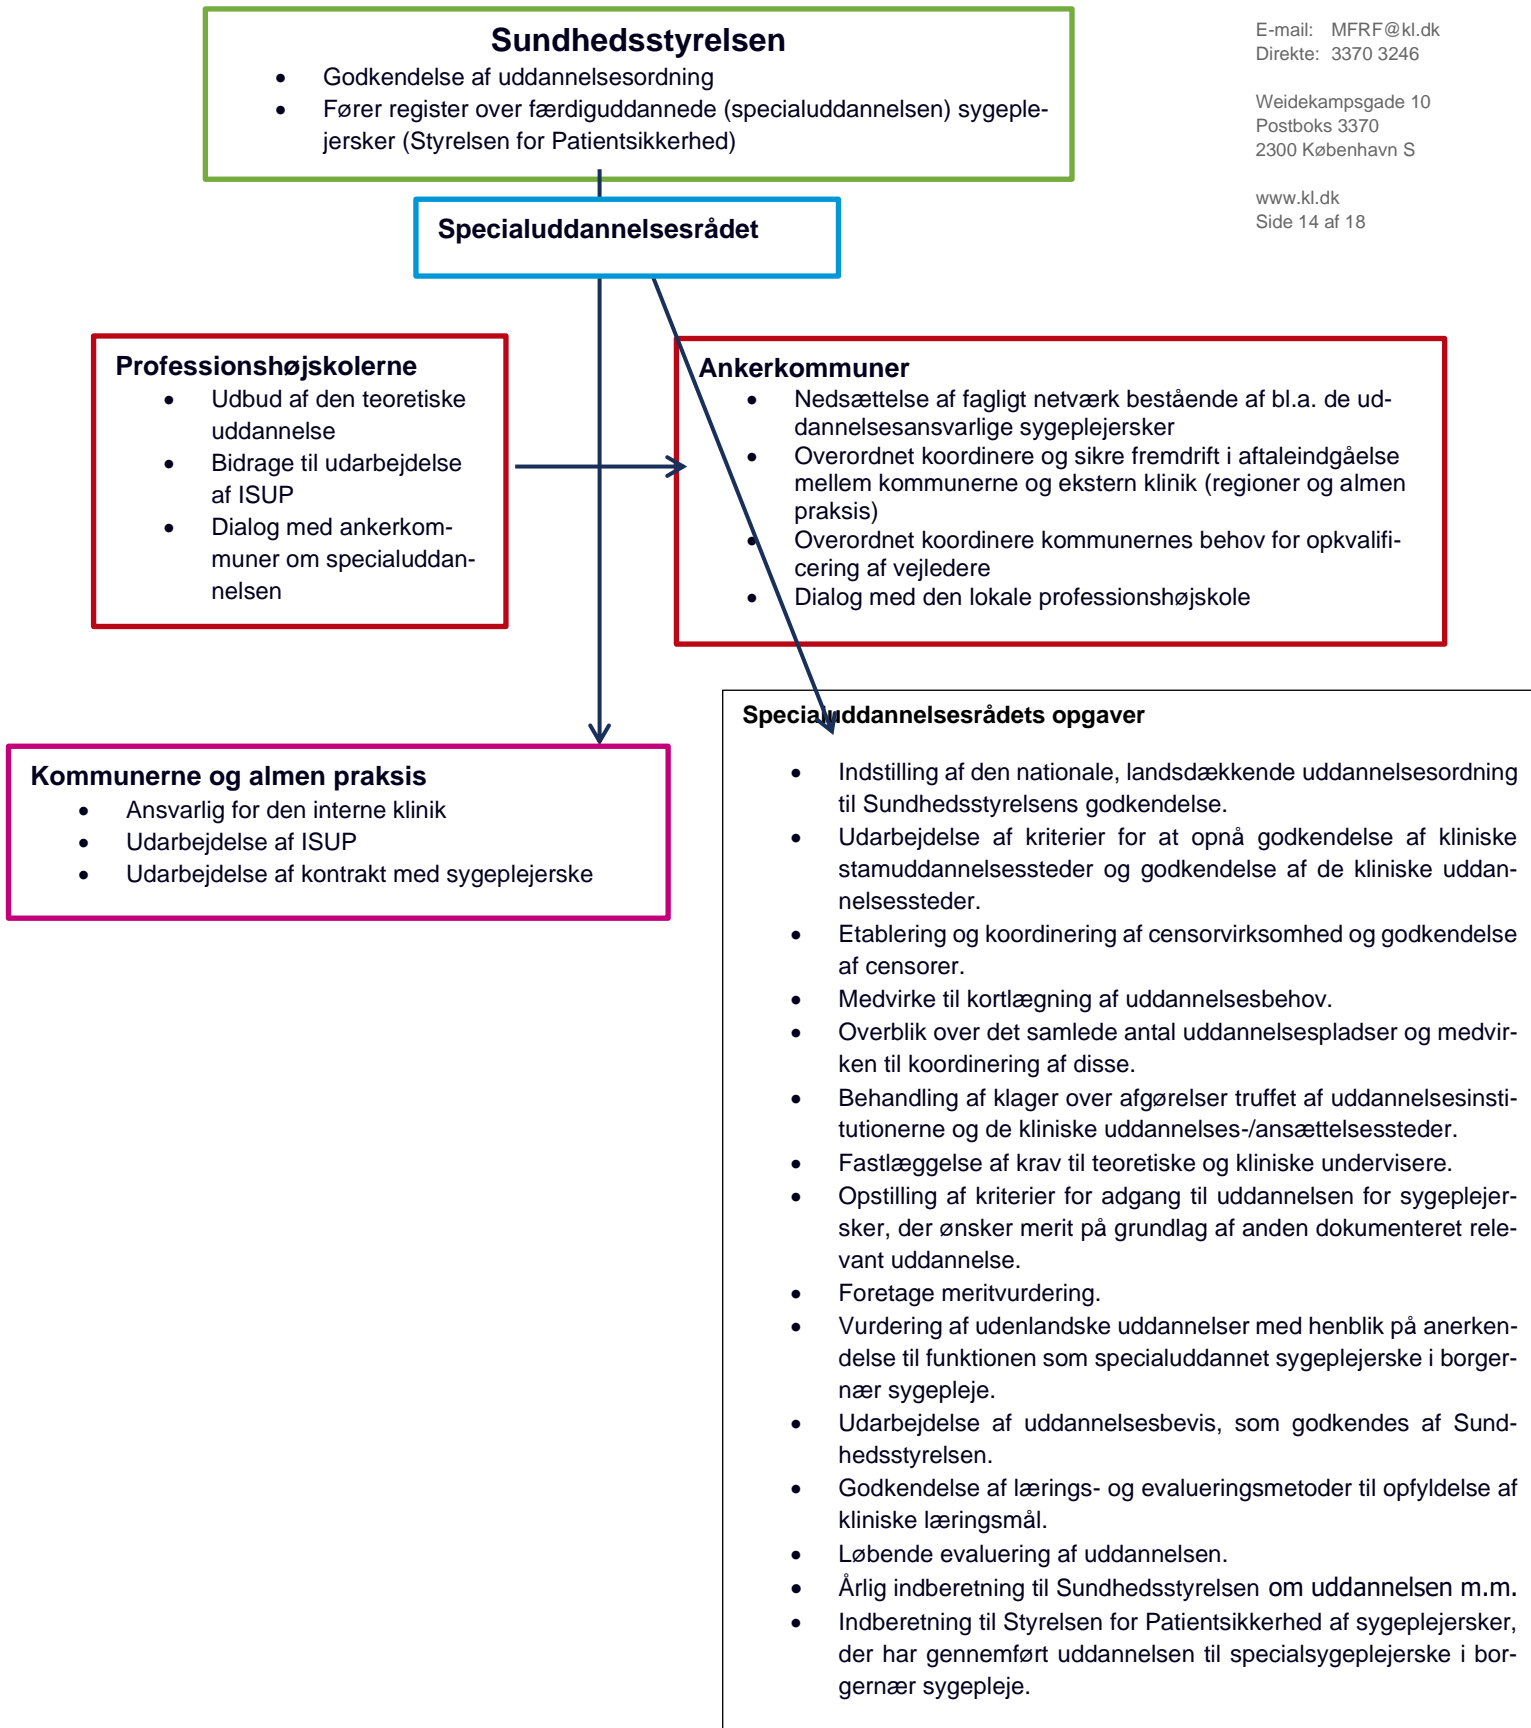 Sundhedsstyrelsen
• Godkendelse af uddannelsesordning
• Fører register over færdiguddannede (specialuddannelsen) sygeple-
jersker (Styrelsen for Patientsikkerhed)
E-mail: MFRF@kl.dk
Direkte: 3370 3246
Weidekampsgade 10
Postboks 3370
2300 København S
www.kl.dk
Side 14 af 18
Specialuddannelsesrådet
Professionshøjskolerne
• Udbud af den teoretiske
uddannelse
• Bidrage til udarbejdelse
af ISUP
• Dialog med ankerkom-
muner om specialuddan-
nelsen
Ankerkommuner
• Nedsættelse af fagligt netværk bestående af bl.a. de ud-
dannelsesansvarlige sygeplejersker
• Overordnet koordinere og sikre fremdrift i aftaleindgåelse
mellem kommunerne og ekstern klinik (regioner og almen
praksis)
• Overordnet koordinere kommunernes behov for opkvalifi-
cering af vejledere
• Dialog med den lokale professionshøjskole
Kommunerne og almen praksis
• Ansvarlig for den interne klinik
• Udarbejdelse af ISUP
• Udarbejdelse af kontrakt med sygeplejerske
Specialuddannelsesrådets opgaver
• Indstilling af den nationale, landsdækkende uddannelsesordning
til Sundhedsstyrelsens godkendelse.
• Udarbejdelse af kriterier for at opnå godkendelse af kliniske
stamuddannelsessteder og godkendelse af de kliniske uddan-
nelsessteder.
• Etablering og koordinering af censorvirksomhed og godkendelse
af censorer.
• Medvirke til kortlægning af uddannelsesbehov.
• Overblik over det samlede antal uddannelsespladser og medvir-
ken til koordinering af disse.
• Behandling af klager over afgørelser truffet af uddannelsesinsti-
tutionerne og de kliniske uddannelses-/ansættelsessteder.
• Fastlæggelse af krav til teoretiske og kliniske undervisere.
• Opstilling af kriterier for adgang til uddannelsen for sygeplejer-
sker, der ønsker merit på grundlag af anden dokumenteret rele-
vant uddannelse.
• Foretage meritvurdering.
• Vurdering af udenlandske uddannelser med henblik på anerken-
delse til funktionen som specialuddannet sygeplejerske i borger-
nær sygepleje.
• Udarbejdelse af uddannelsesbevis, som godkendes af Sund-
hedsstyrelsen.
• Godkendelse af lærings- og evalueringsmetoder til opfyldelse af
kliniske læringsmål.
• Løbende evaluering af uddannelsen.
• Årlig indberetning til Sundhedsstyrelsen om uddannelsen m.m.
• Indberetning til Styrelsen for Patientsikkerhed af sygeplejersker,
der har gennemført uddannelsen til specialsygeplejerske i bor-
gernær sygepleje.